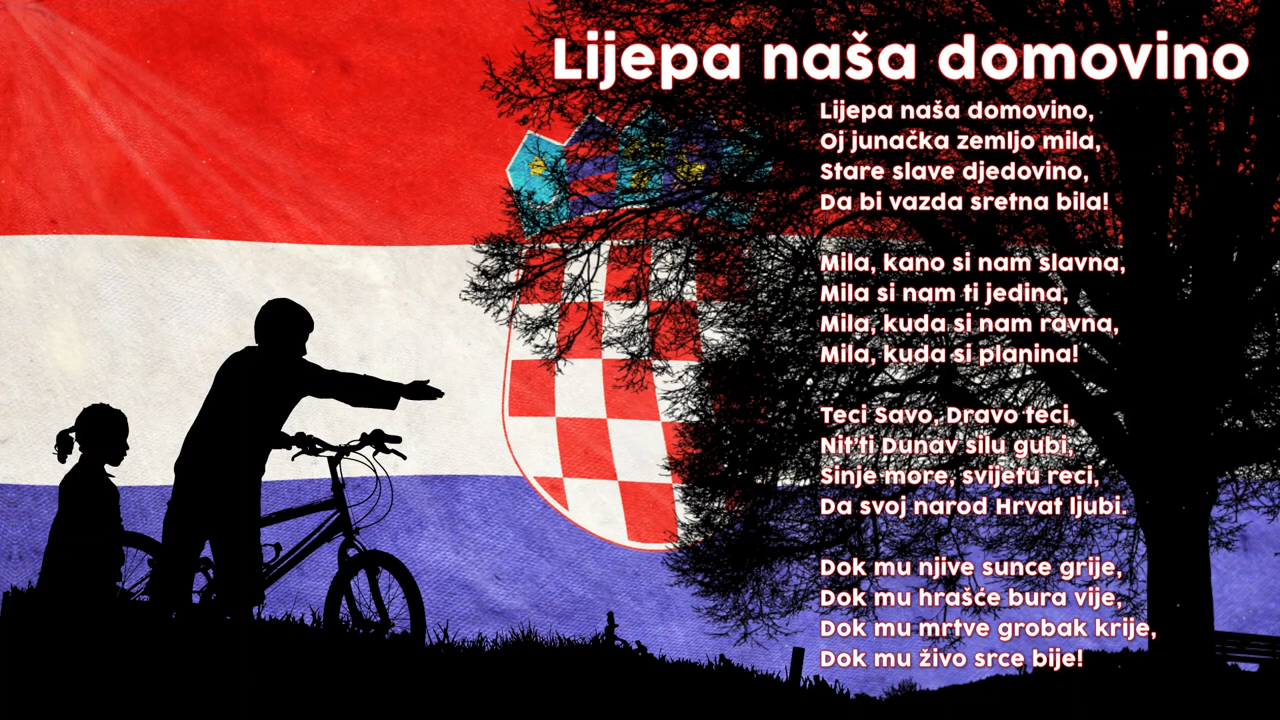 Lijepa naša domovino
Lijepa naša domovino,
Oj junačka zemljo mila,
Stare slave djedovino,
Da bi vazda sretna bila!
Mila, kano si nam slavna,
Mila si nam ti jedina,
Mila, kuda si nam ravna,
Mila, kuda si planina!
Teci Savo, Dravo teci,
Nit'ti Dunav silu gubi,
Sinje more, svijetu reci,
Da svoj narod Hrvat ljubi.
Dok mu njive sunce grije,
Dok mu hrašće bura vije,
Dok mu mrtve grobak krije,
Dok mu živo srce bije!